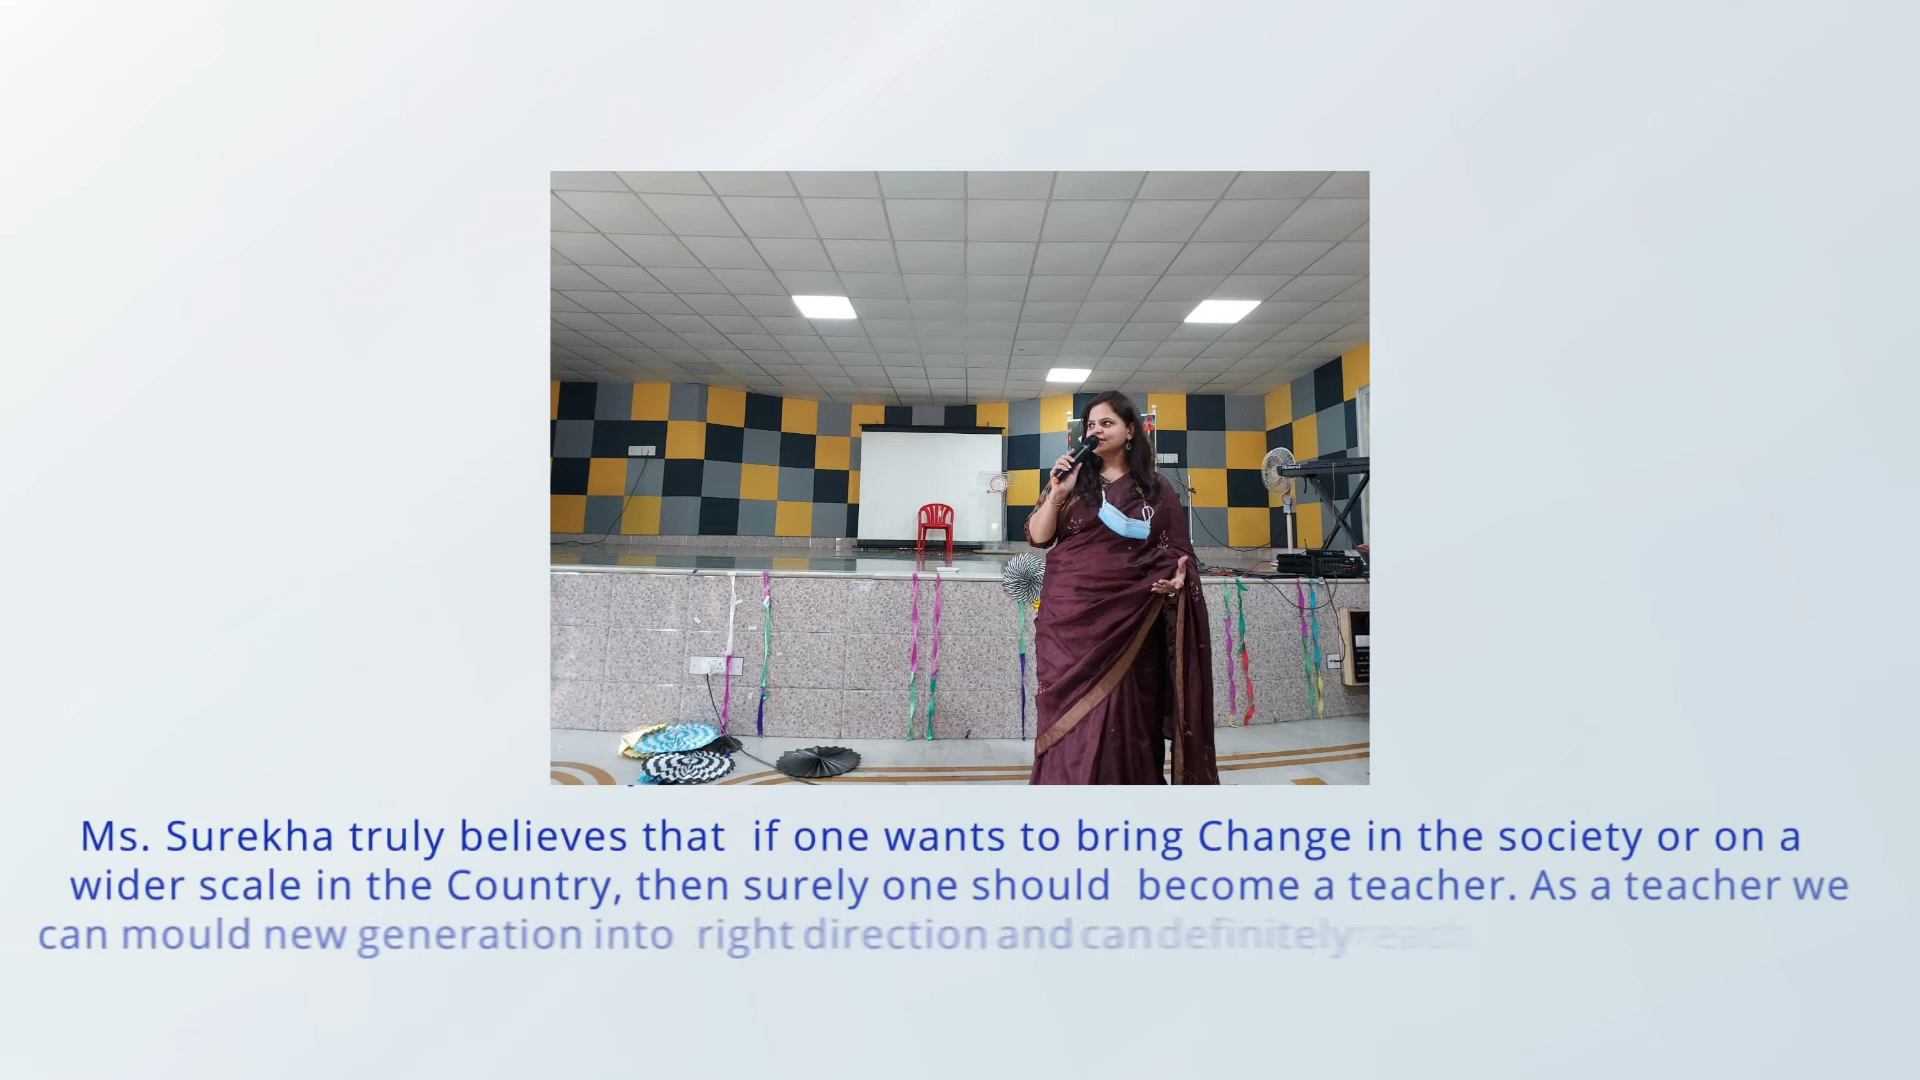 Ms. Surekha truly believes that if one wants to bring Change in the society or on a
wider scale in the Country, then surely one should become a teacher. As a teacher we
can mould new generation into right direction and can definitely reach